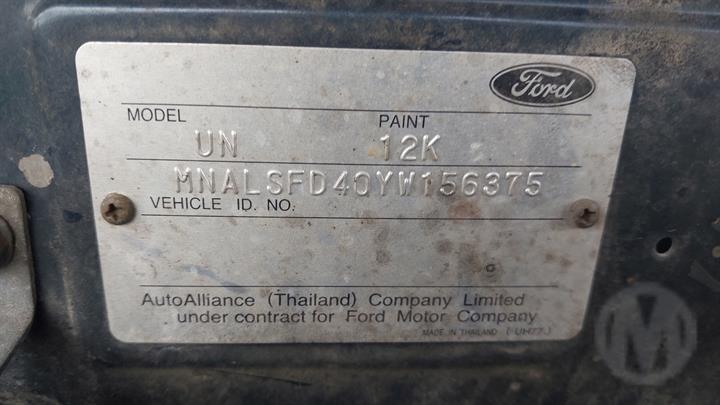 Ford
MODEL PAINT
UN 12K
MNALSFD40YW156375
VEHICLE ID. NO.
AutoAlliance (Thailand) Company Limited
under contract for Ford Motor Company
MADE IN THAILAND (UH77)
M